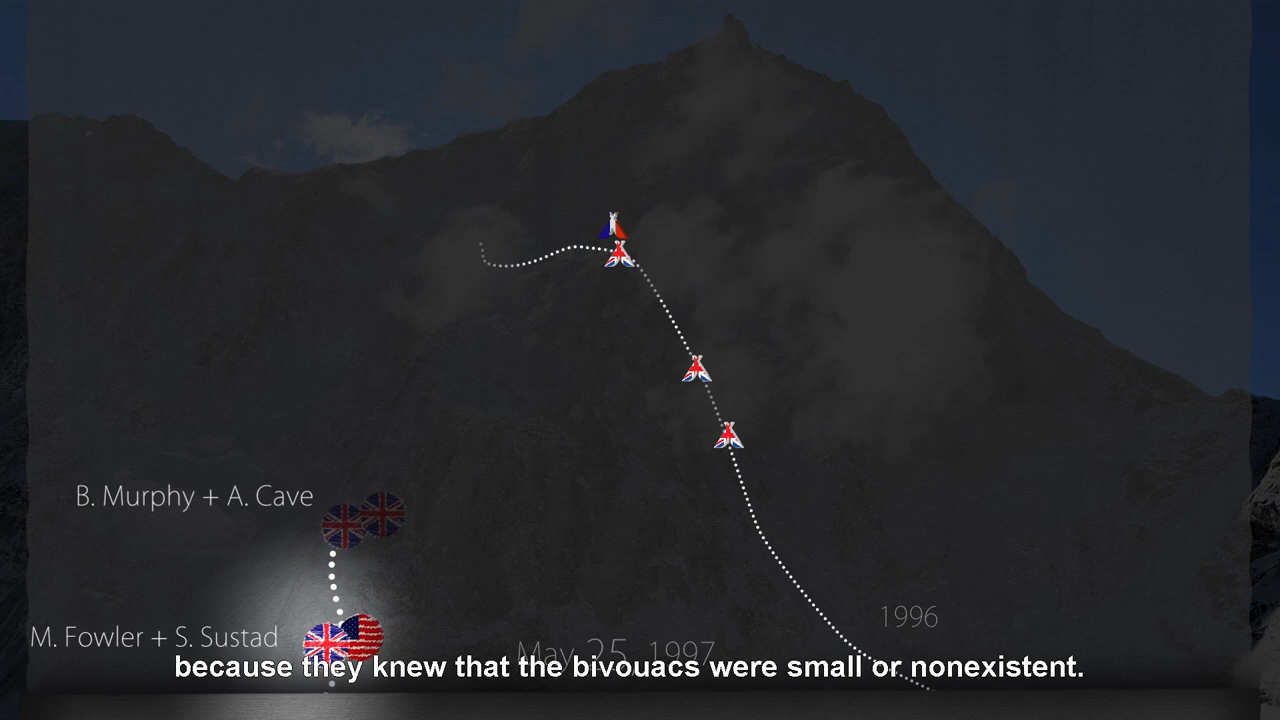 B. Murphy + A. Cave
1996
M. Fowler + S. Sustad
May 25 1997
because they knew that the bivouacs were small or nonexistent.